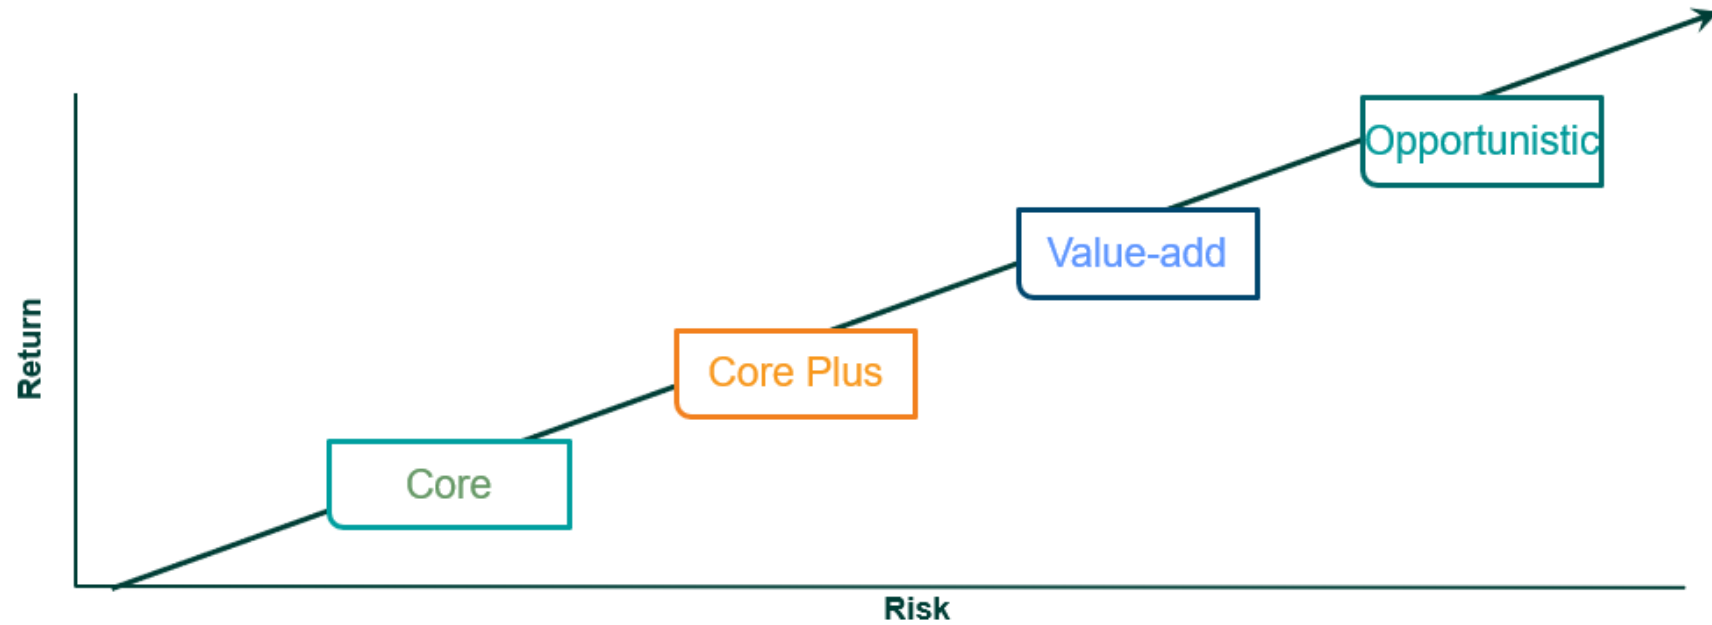 Opportunistic
Value-add
Core Plus
Core
Return
Risk